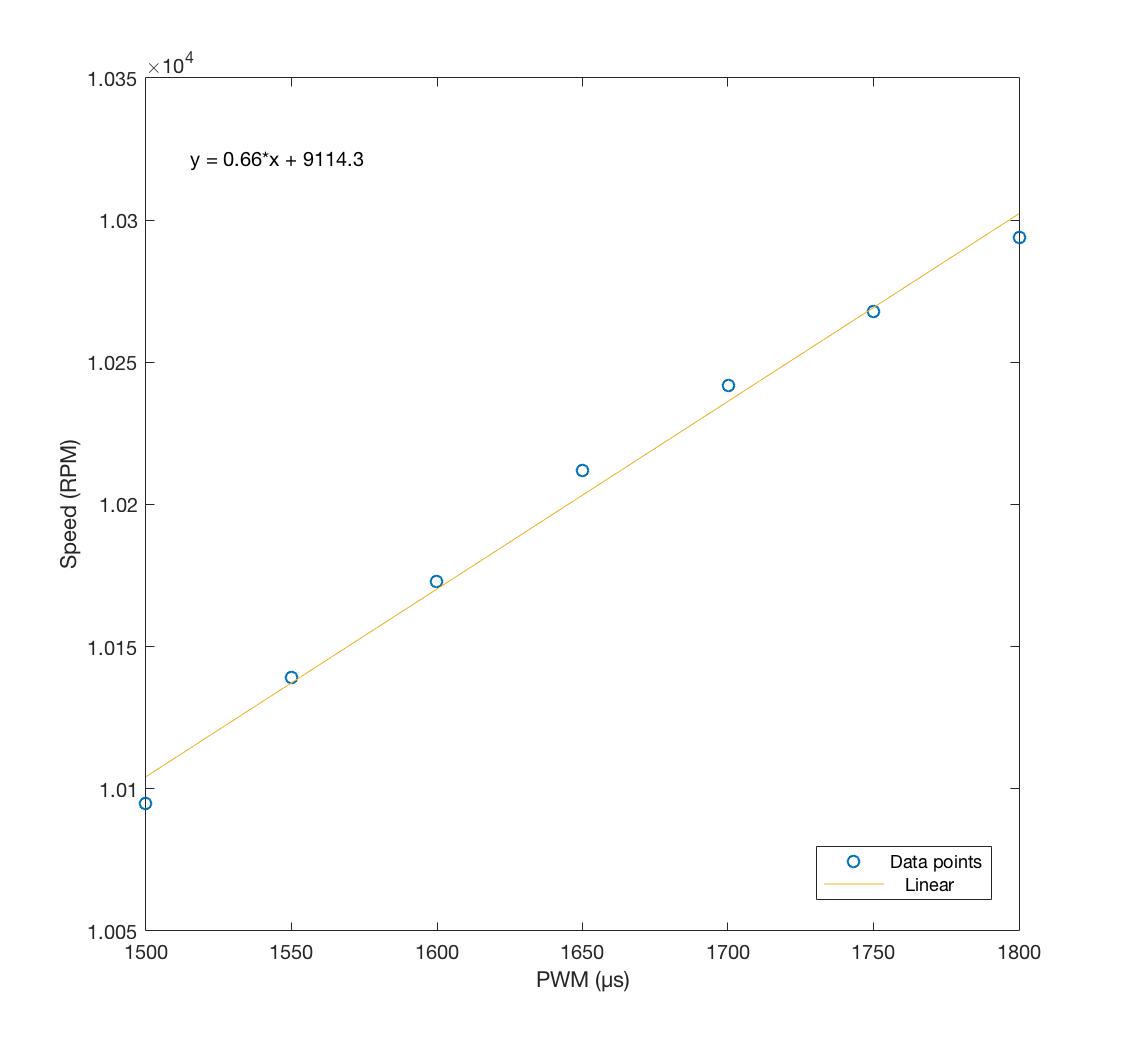 ×10^4
1.035
y = 0.66*x + 9114.3
1.03
1.025
1.02
1.015
1.01
1.005
Speed (RPM)
Data points
Linear
1500 1550 1600 1650 1700 1750 1800
PWM (µs)